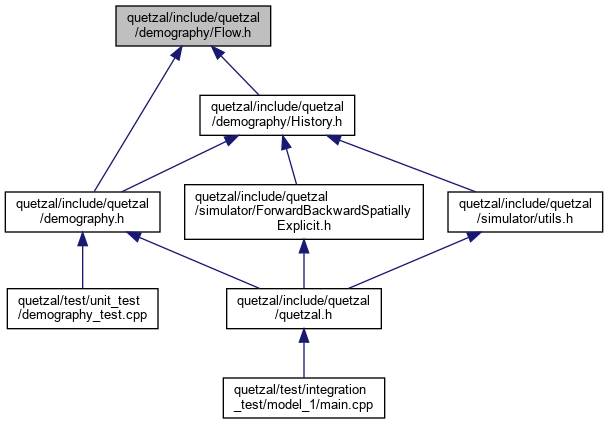 quetzal/include/quetzal
/demography/Flow.h
quetzal/include/quetzal
/demography/History.h
quetzal/include/quetzal
/demography.h
quetzal/include/quetzal
/simulator/ForwardBackwardSpatially
Explicit.h
quetzal/include/quetzal
/simulator/utils.h
quetzal/test/unit_test
/demography_test.cpp
quetzal/include/quetzal
/quetzal.h
quetzal/test/integration
_test/model_1/main.cpp